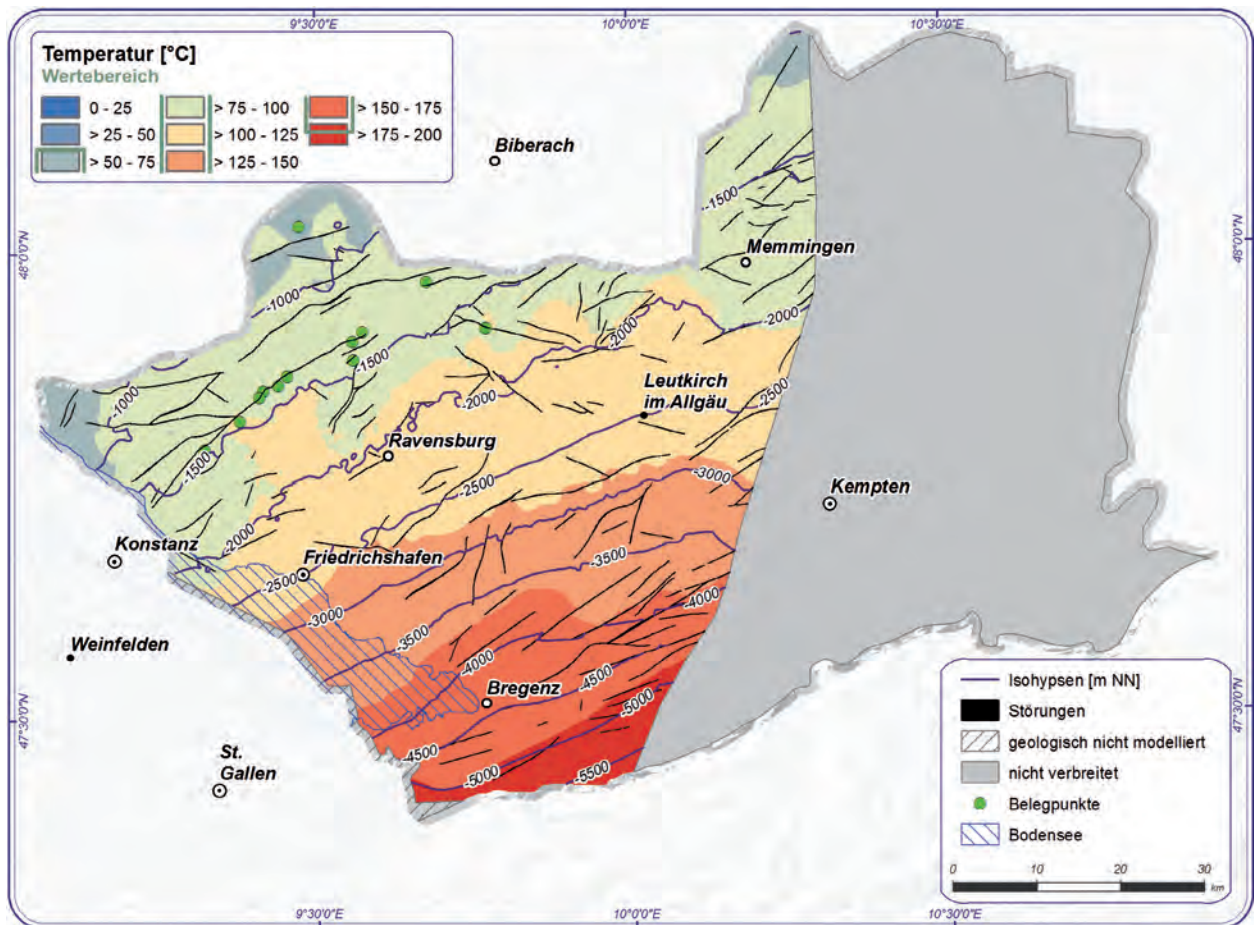 9°30'0"E
10°0'0"E
10°30'0"E
Temperatur [°C]
Wertebereich
0 - 25
> 25 - 50
> 50 - 75
> 75 - 100
> 100 - 125
> 125 - 150
> 150 - 175
> 175 - 200
Biberach
-1500
48°0'0"N
48°0'0"N
Memmingen
-1000
-2000
-2000
-1500
-1000
Leutkirch
im Allgäu
-2500
-2000
Ravensburg
-1500
-2500
-3000
Kempten
Konstanz
-2000
Friedrichshafen
-3500
-2500
-4000
-3000
-3500
Weinfelden
-4000
-4500
Bregenz
-5000
47°30'0"N
47°30'0"N
St.
Gallen
-4500
-5000
-5500
Isohypsen [m NN]
Störungen
geologisch nicht modelliert
nicht verbreitet
Belegpunkte
Bodensee
0 10 20 30
km
9°30'0"E
10°0'0"E
10°30'0"E